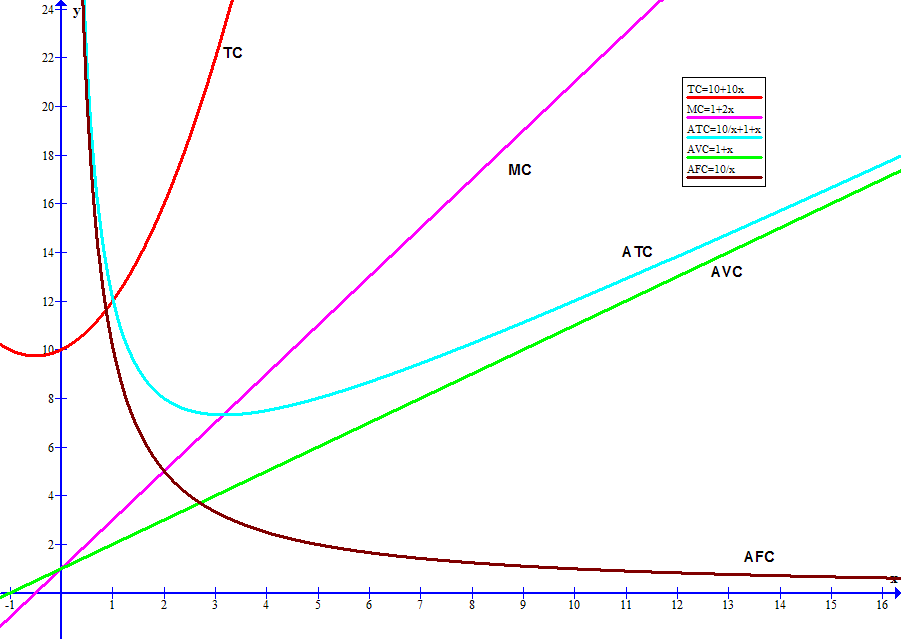 y
24
22
20
18
16
14
12
10
8
6
4
2
TC
MC
ATC
AVC
AFC
TC=10+10x
MC=1+2x
ATC=10/x+1+x
AVC=1+x
AFC=10/x
x
-1 1 2 3 4 5 6 7 8 9 10 11 12 13 14 15 16